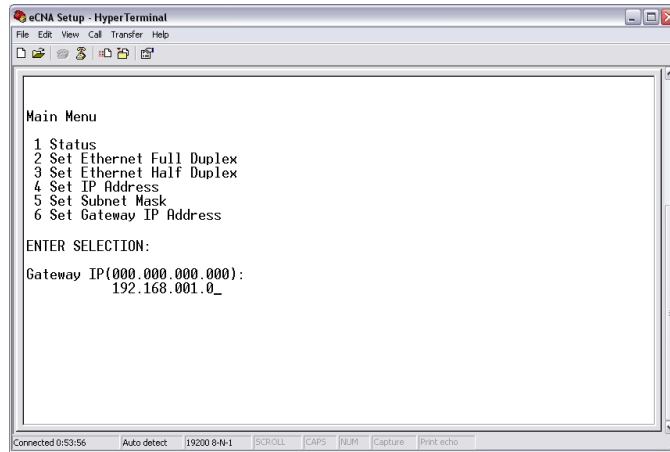 eCNA Setup - HyperTerminal
File Edit View Call Transfer Help
Main Menu
1 Status
2 Set Ethernet Full Duplex
3 Set Ethernet Half Duplex
4 Set IP Address
5 Set Subnet Mask
6 Set Gateway IP Address
ENTER SELECTION:
Gateway IP(000.000.000.000):
192.168.001.0_
Connected 0:53:56 Auto detect 19200 8-N-1 SCROLL CAPS NUM Capture Print echo